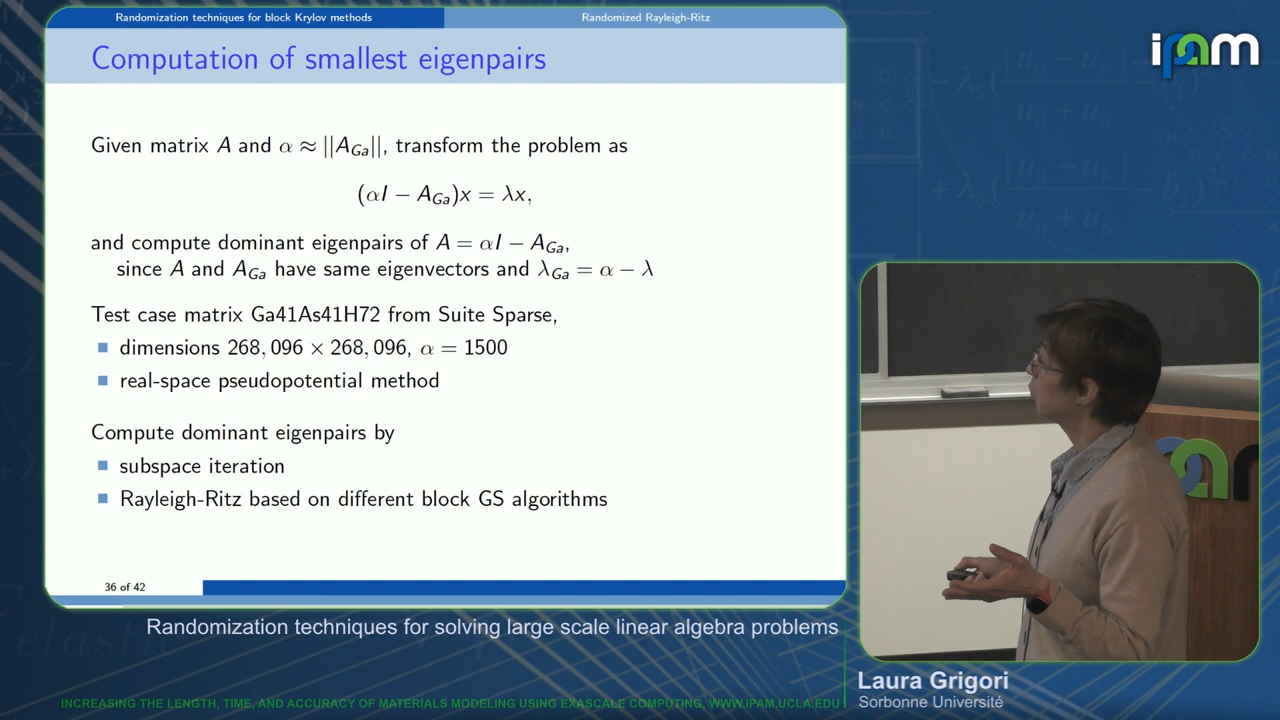 Randomization techniques for block Krylov methods
Randomized Rayleigh-Ritz
ipam
Computation of smallest eigenpairs
Given matrix A and α ≈ ||A_Ga||, transform the problem as
(αI − A_Ga)x = λx,
and compute dominant eigenpairs of A = αI − A_Ga,
since A and A_Ga have same eigenvectors and λ_Ga = α − λ
Test case matrix Ga41As41H72 from Suite Sparse,
dimensions 268,096 × 268,096, α = 1500
real-space pseudopotential method
Compute dominant eigenpairs by
subspace iteration
Rayleigh-Ritz based on different block GS algorithms
36 of 42
Randomization techniques for solving large scale linear algebra problems
Laura Grigori
Sorbonne Université
INCREASING THE LENGTH, TIME, AND ACCURACY OF MATERIALS MODELING USING EXASCALE COMPUTING, WWW.IPAM.UCLA.EDU